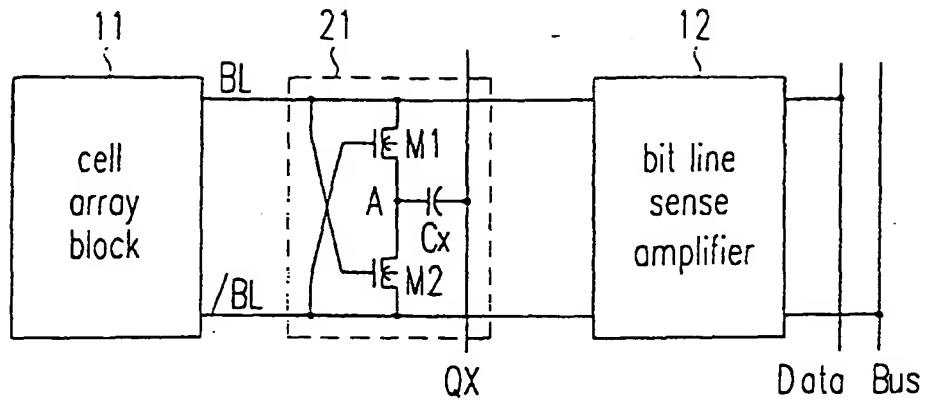 11
21
12
BL
cell
array
block
M1
A
Cx
M2
/BL
QX
bit line
sense
amplifier
Data Bus